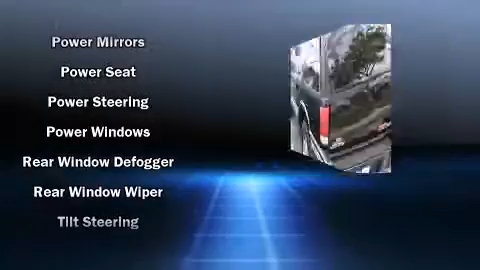 Power Mirrors
Power Seat
Power Steering
Power Windows
Rear Window Defogger
Rear Window Wiper
Tilt Steering